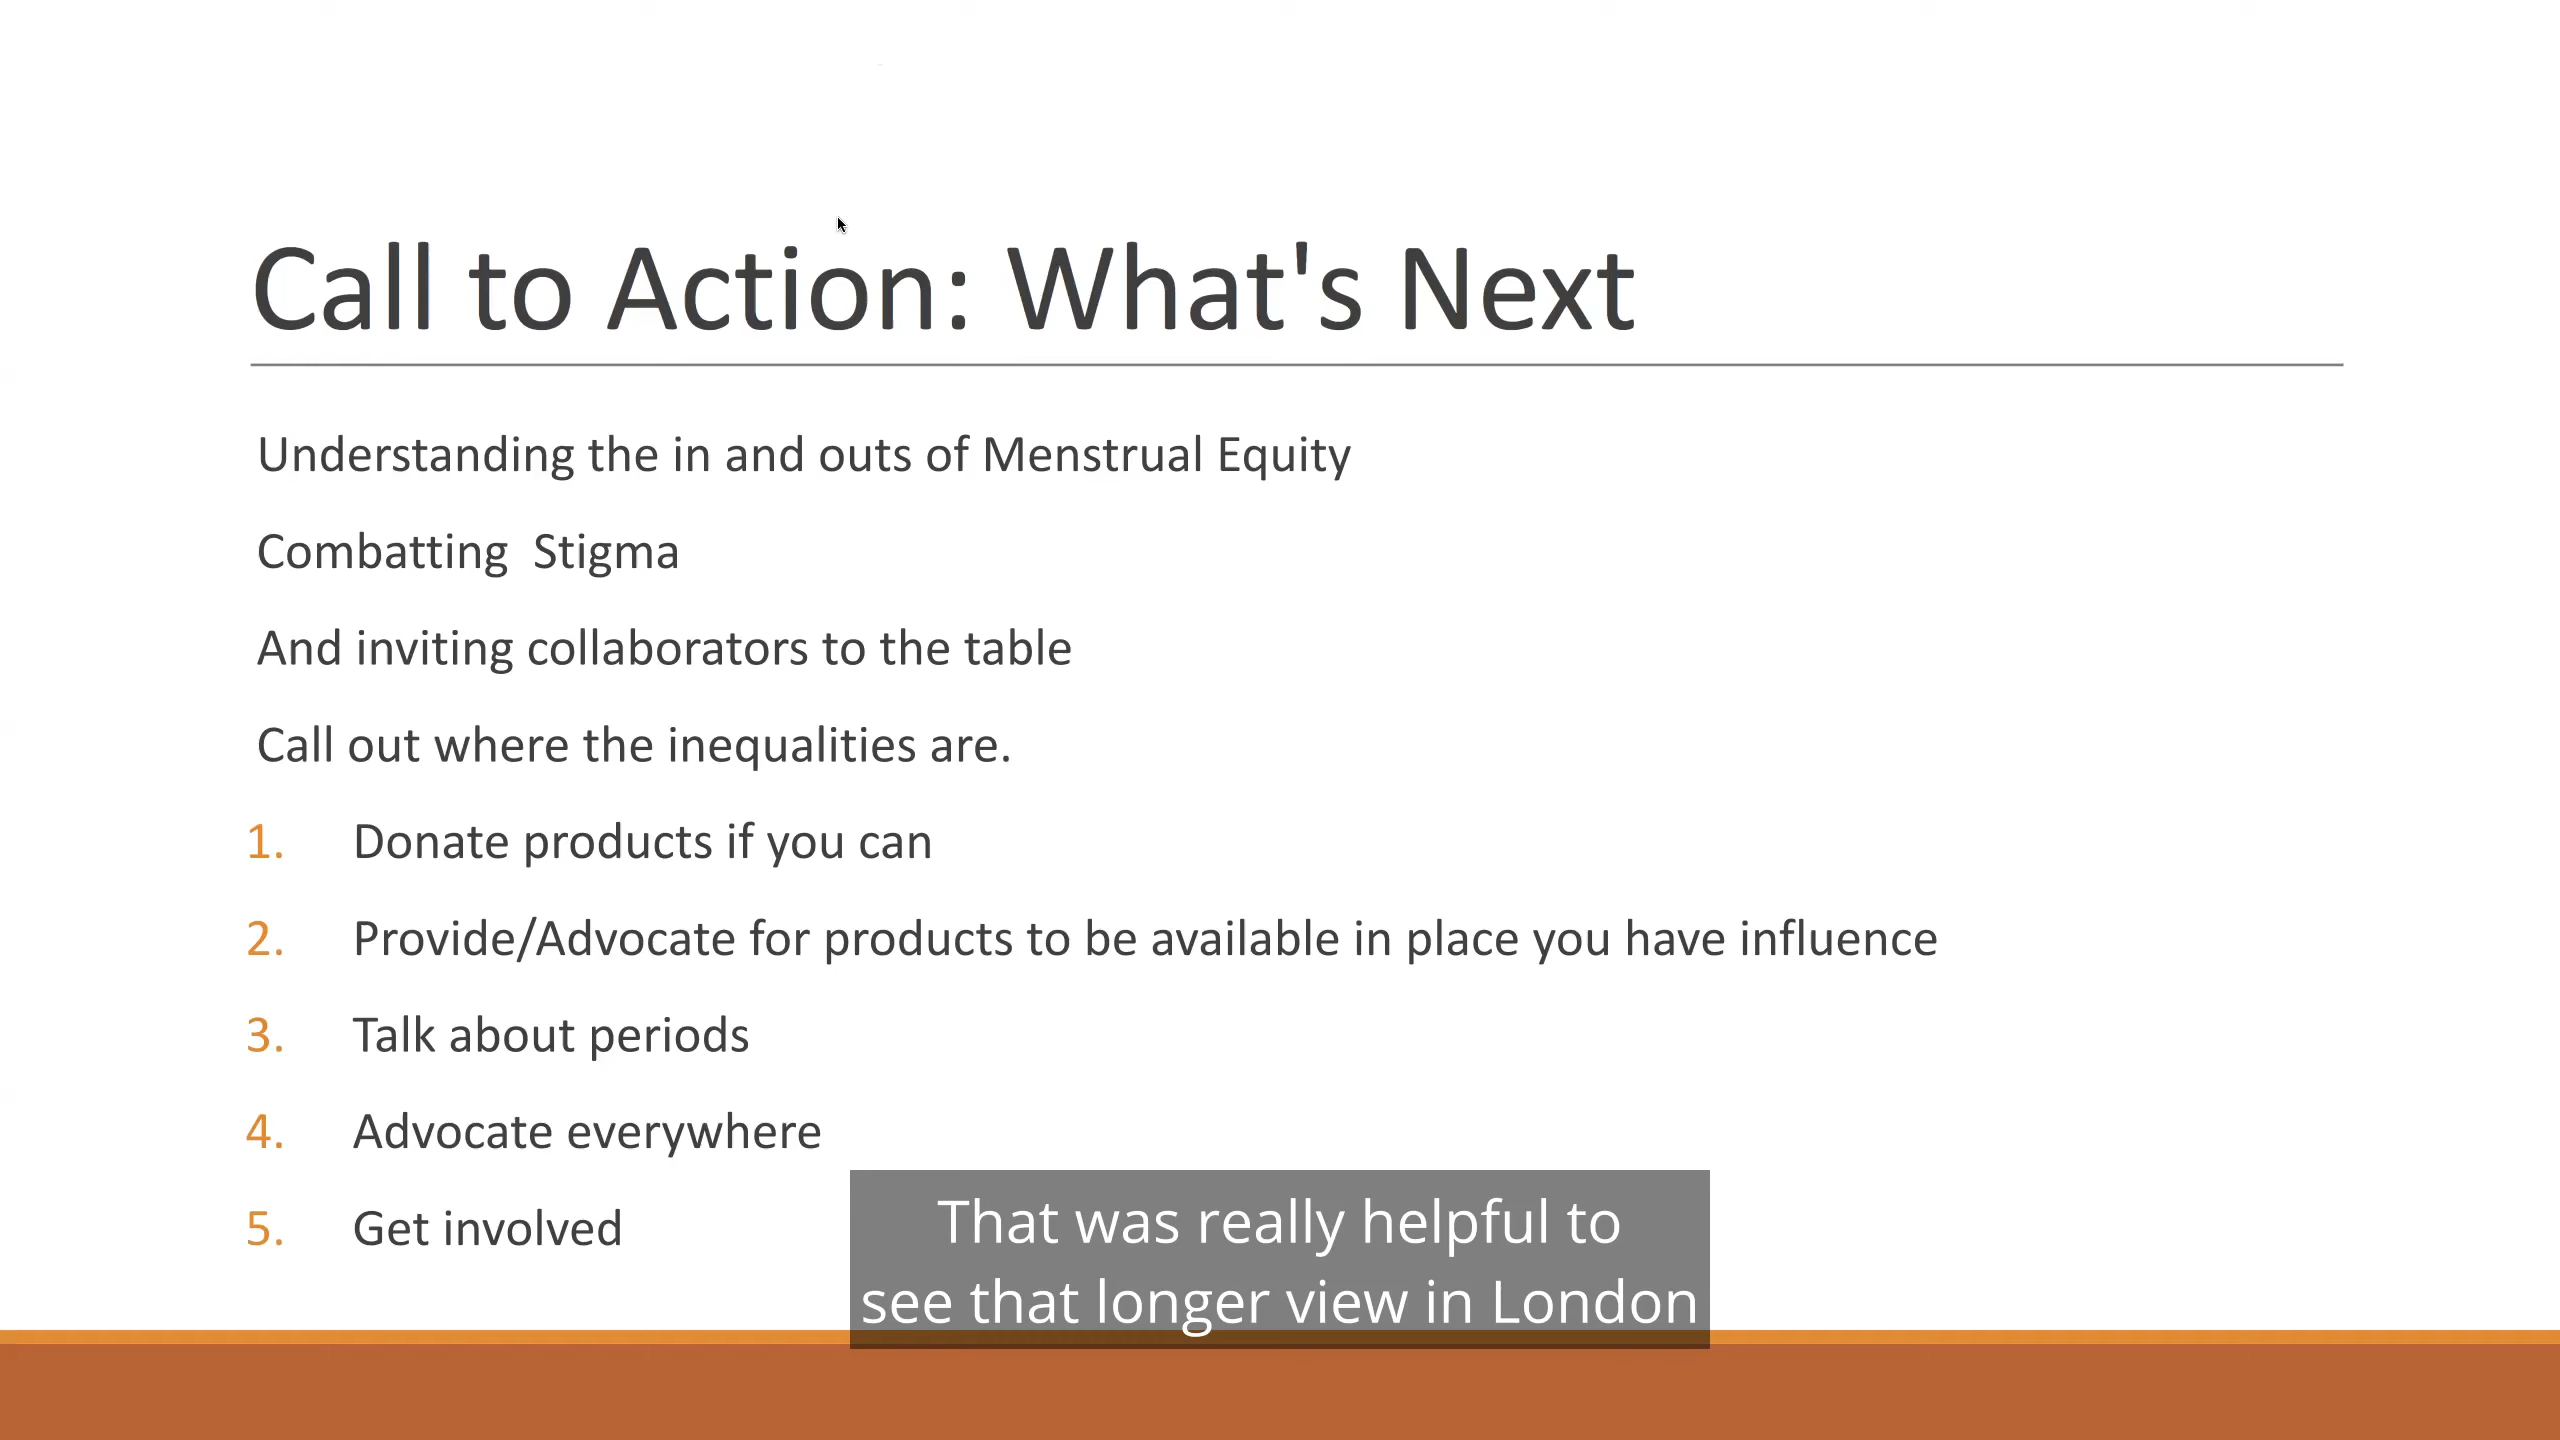 Call to Action: What's Next
Understanding the in and outs of Menstrual Equity
Combatting  Stigma
And inviting collaborators to the table
Call out where the inequalities are.
1. Donate products if you can
2. Provide/Advocate for products to be available in place you have influence
3. Talk about periods
4. Advocate everywhere
5. Get involved
That was really helpful to
see that longer view in London